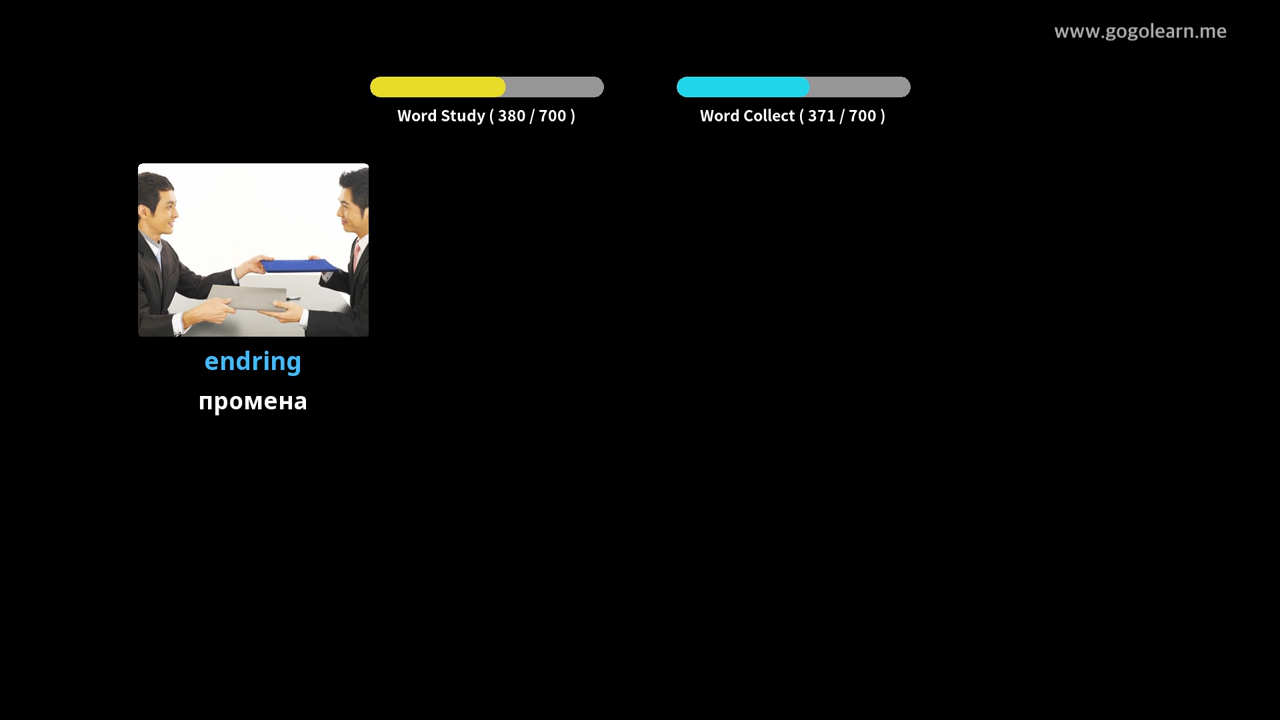 www.gogolearn.me
Word Study ( 380 / 700 )
Word Collect ( 371 / 700 )
endring
промена